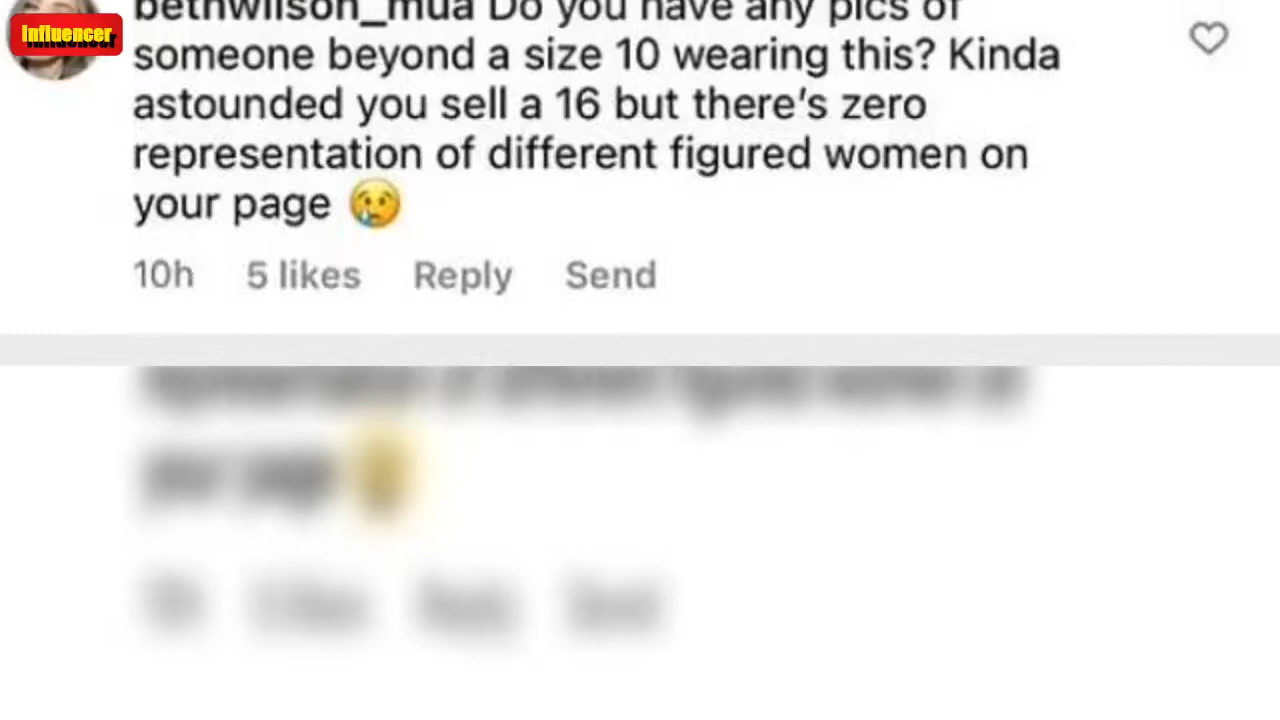 Influencer
bethwilson_mua Do you have any pics of
someone beyond a size 10 wearing this? Kinda
astounded you sell a 16 but there's zero
representation of different figured women on
your page 😢
10h 5 likes Reply Send